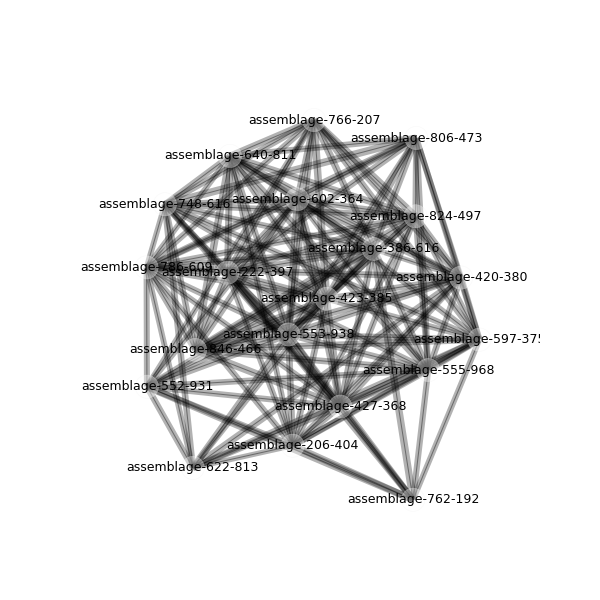 assemblage-766-207
assemblage-806-473
assemblage-640-811
assemblage-602-364
assemblage-748-616
assemblage-824-497
assemblage-386-616
assemblage-786-609
assemblage-222-397
assemblage-420-380
assemblage-423-385
assemblage-553-938
assemblage-597-375
assemblage-846-466
assemblage-555-968
assemblage-552-931
assemblage-427-368
assemblage-206-404
assemblage-622-813
assemblage-762-192